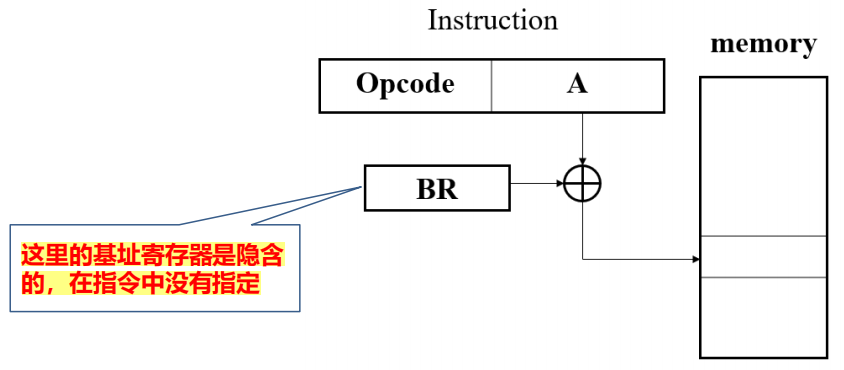 Instruction
memory
Opcode
A
BR
这里的基址寄存器是隐含
的，在指令中没有指定